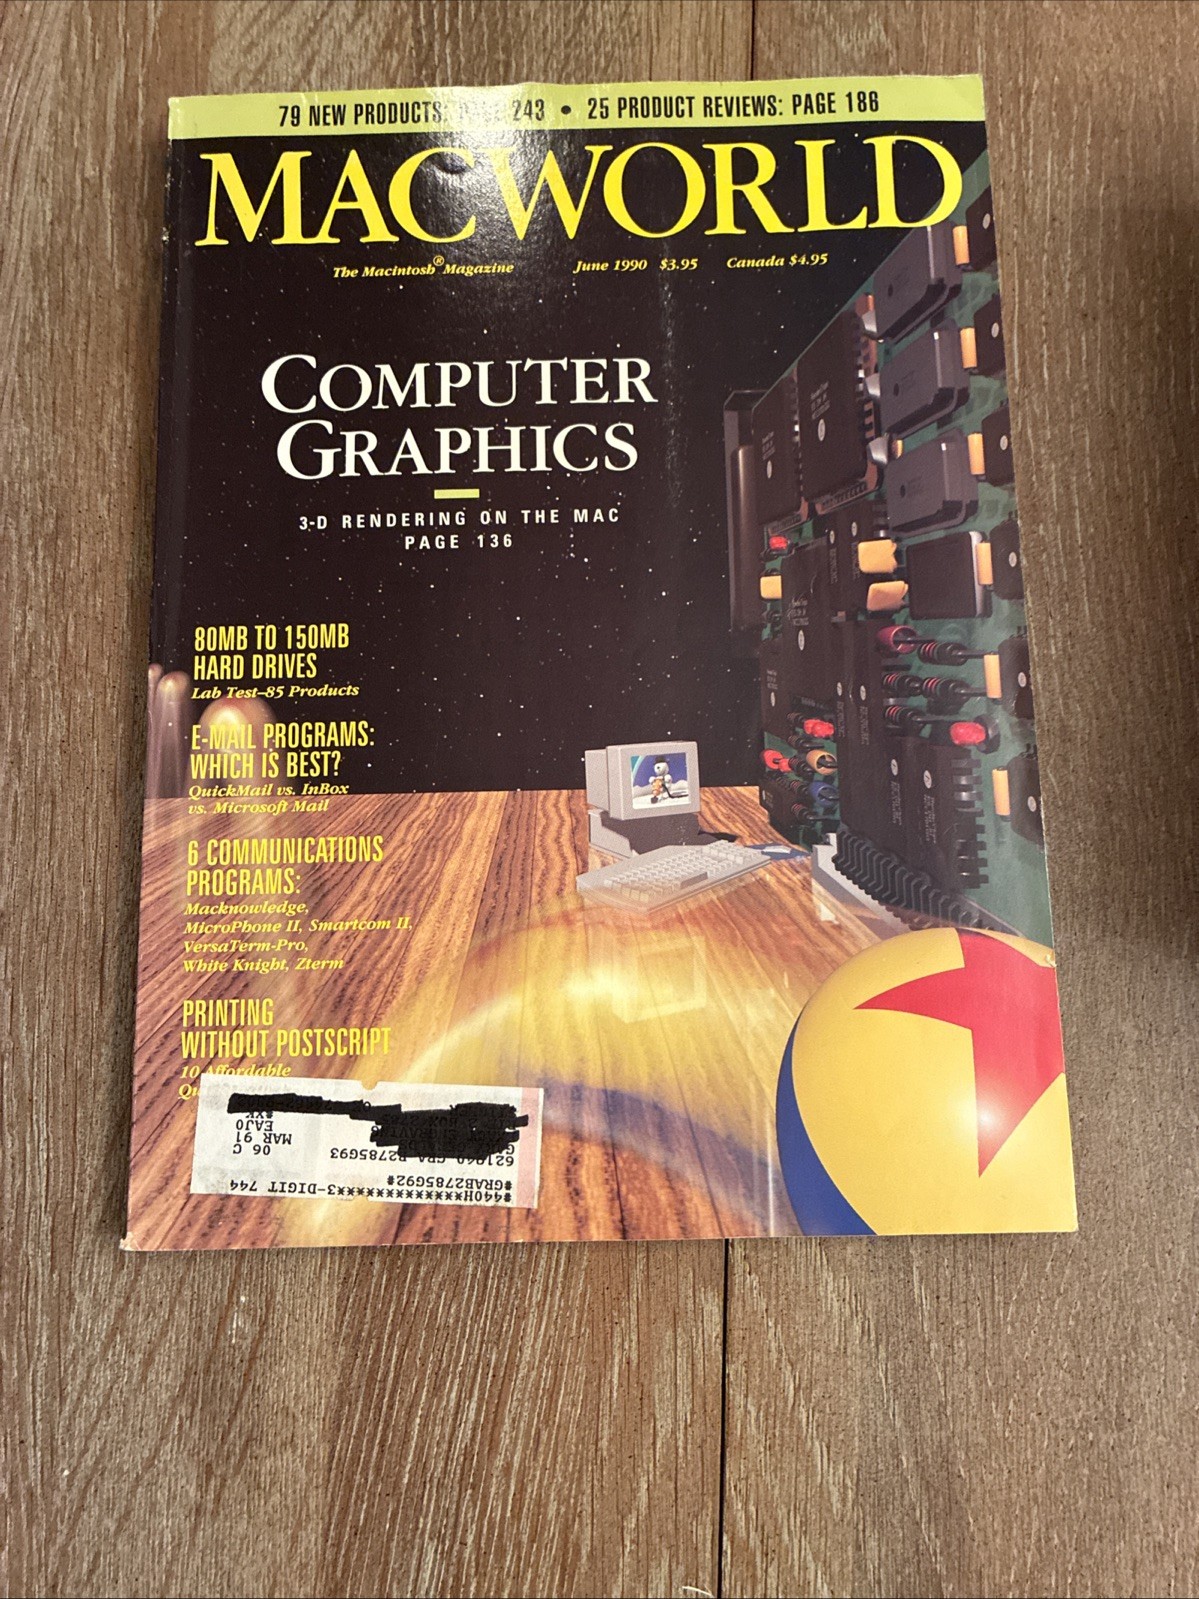 79 NEW PRODUCTS: PAGE 243 • 25 PRODUCT REVIEWS: PAGE 186
MACWORLD
The Macintosh® Magazine June 1990 $3.95 Canada $4.95
COMPUTER
GRAPHICS
3-D RENDERING ON THE MAC
PAGE 136
80MB TO 150MB
HARD DRIVES
Lab Test–85 Products
E-MAIL PROGRAMS:
WHICH IS BEST?
QuickMail vs. InBox
vs. Microsoft Mail
6 COMMUNICATIONS
PROGRAMS:
Macknowledge,
MicroPhone II, Smartcom II,
VersaTerm-Pro,
White Knight, Zterm
PRINTING
WITHOUT POSTSCRIPT
10 Affordable
#440H××××××××××××××3-DIGIT 744
#GRAB2785G92#
621060 GRA B2785G93 06 C
MAR 91
EAJO